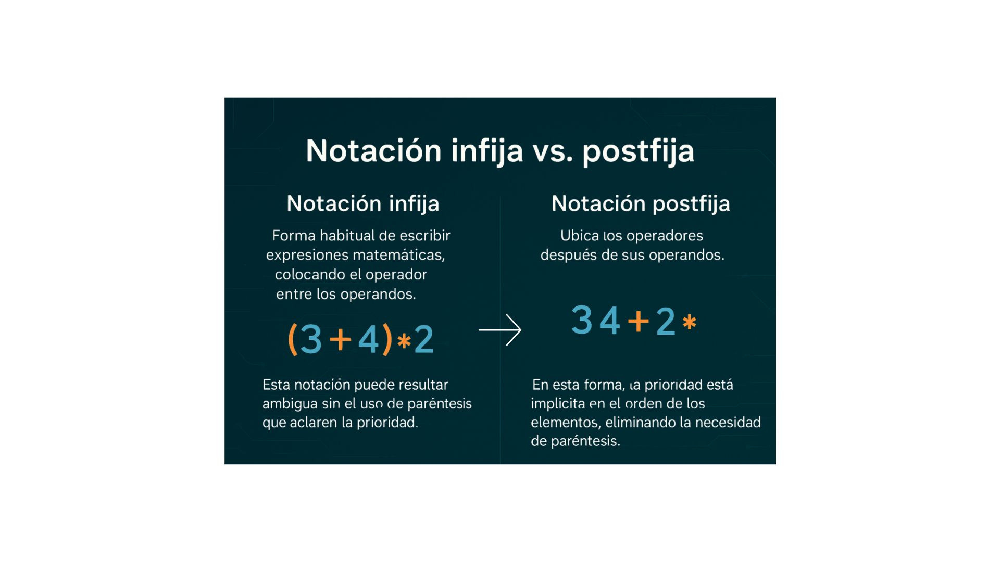 Notación infija vs. postfija
Notación infija
Forma habitual de escribir
expresiones matemáticas,
colocando el operador
entre los operandos.
(3+4)*2
Esta notación puede resultar
ambigua sin el uso de paréntesis
que aclaren la prioridad.
Notación postfija
Ubica los operadores
después de sus operandos.
3 4 + 2 *
En esta forma, la prioridad está
implicita en el orden de los
elementos, eliminando la necesidad
de paréntesis.